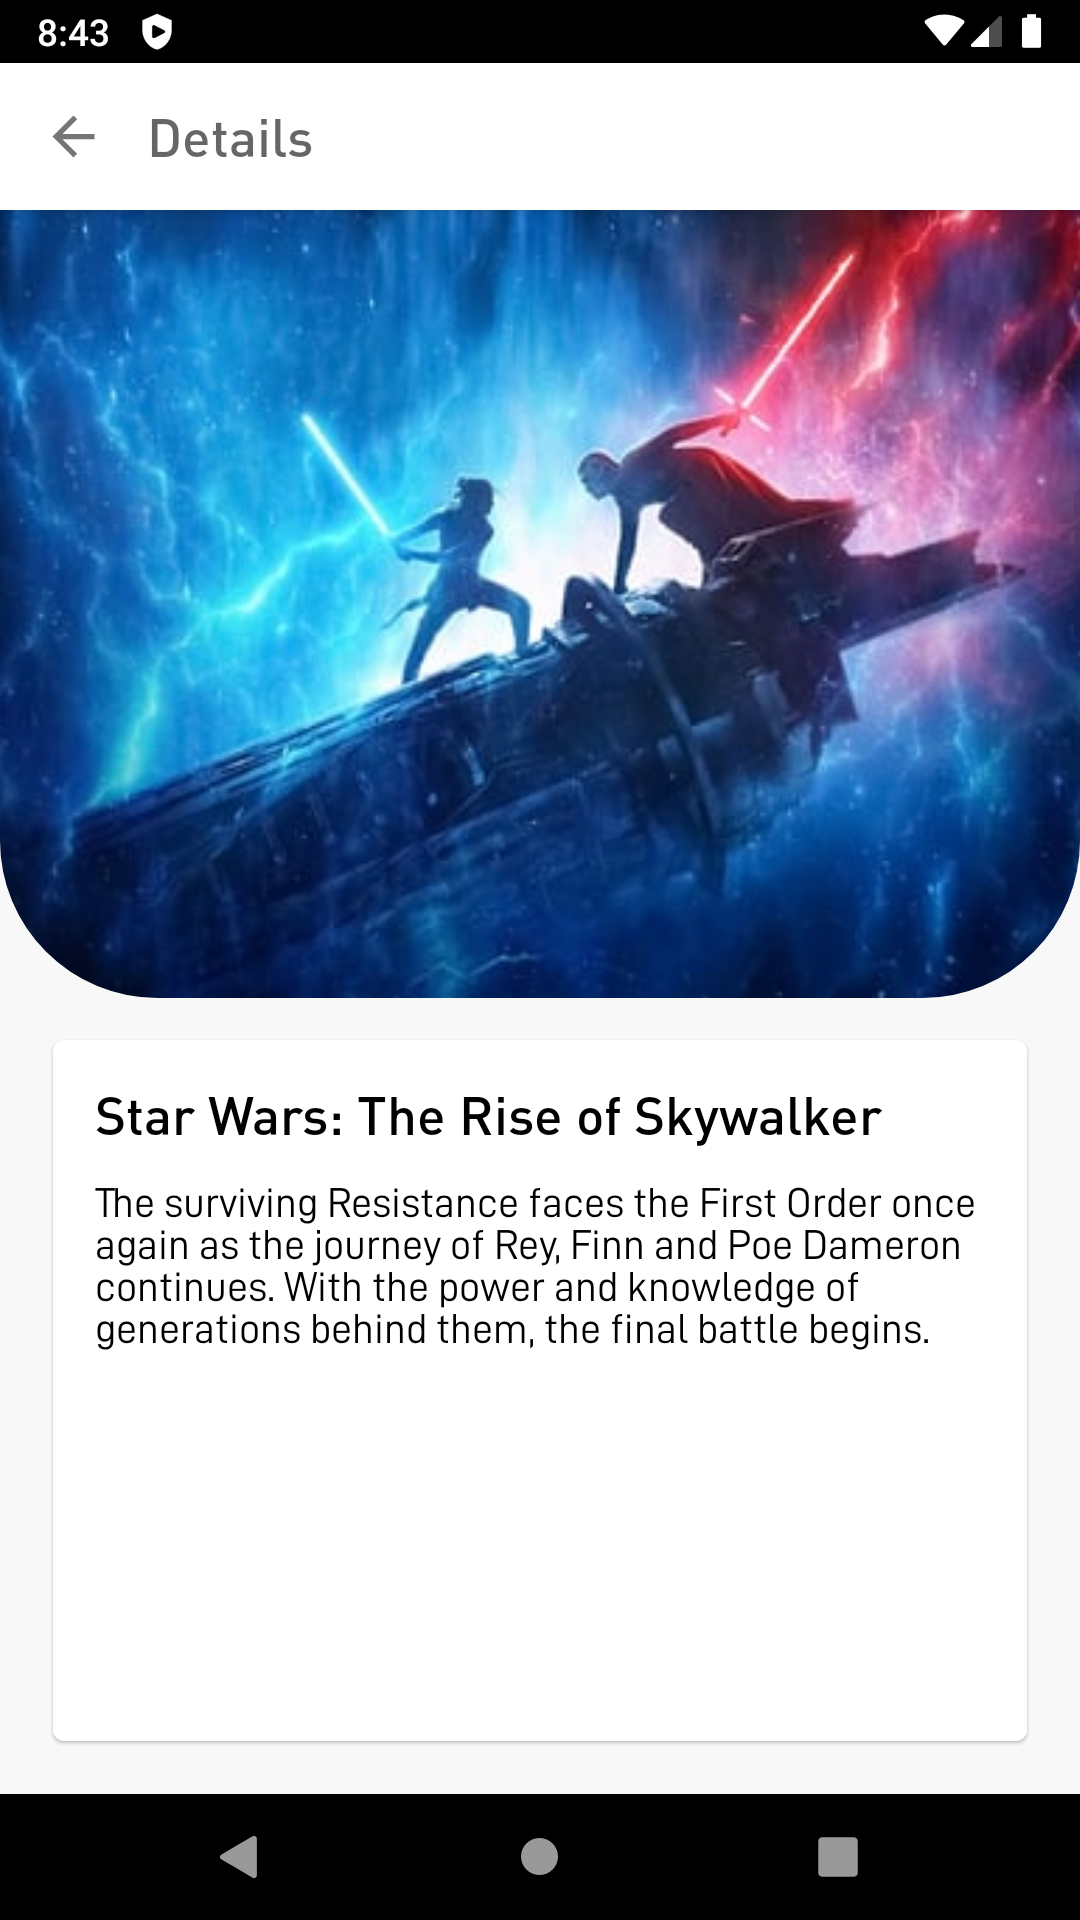 8:43
Details
Star Wars: The Rise of Skywalker
The surviving Resistance faces the First Order once
again as the journey of Rey, Finn and Poe Dameron
continues. With the power and knowledge of
generations behind them, the final battle begins.